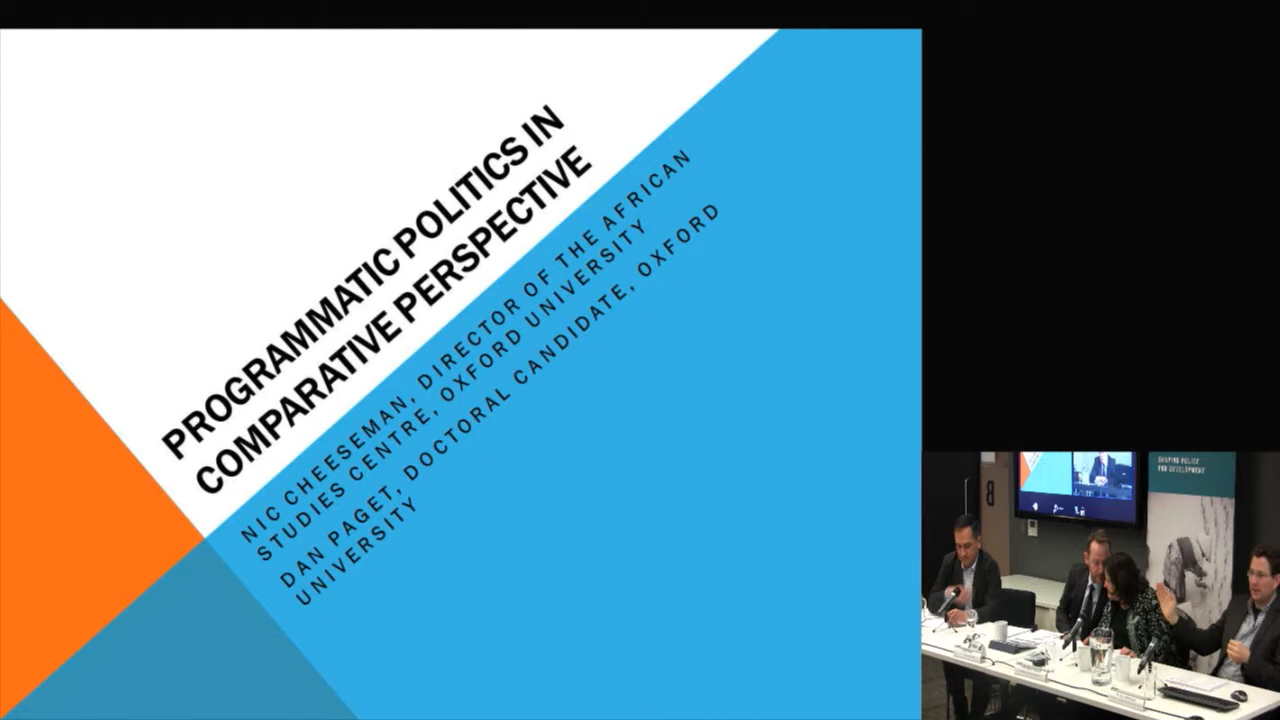 PROGRAMMATIC POLITICS IN
COMPARATIVE PERSPECTIVE
NIC CHEESEMAN, DIRECTOR OF THE AFRICAN
STUDIES CENTRE, OXFORD UNIVERSITY
DAN PAGET, DOCTORAL CANDIDATE, OXFORD
UNIVERSITY
SHAPING POLICY
FOR DEVELOPMENT
B